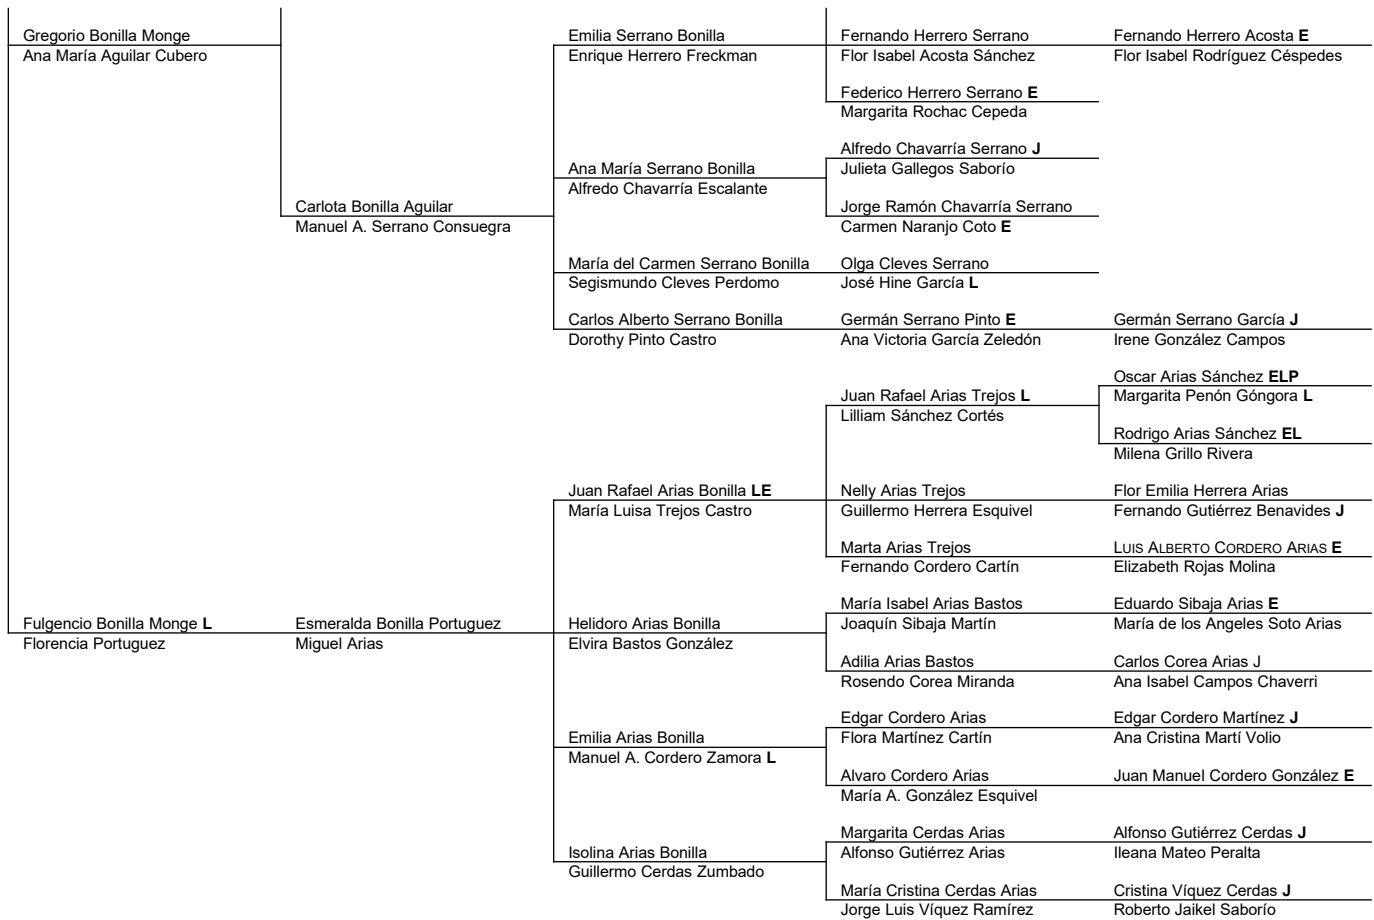 Gregorio Bonilla Monge
Ana María Aguilar Cubero
Carlota Bonilla Aguilar
Manuel A. Serrano Consuegra
Emilia Serrano Bonilla
Enrique Herrero Freckman
Fernando Herrero Serrano
Flor Isabel Acosta Sánchez
Fernando Herrero Acosta E
Flor Isabel Rodríguez Céspedes
Federico Herrero Serrano E
Margarita Rochac Cepeda
Ana María Serrano Bonilla
Alfredo Chavarría Escalante
Alfredo Chavarría Serrano J
Julieta Gallegos Saborío
Jorge Ramón Chavarría Serrano
Carmen Naranjo Coto E
María del Carmen Serrano Bonilla
Segismundo Cleves Perdomo
Olga Cleves Serrano
José Hine García L
Carlos Alberto Serrano Bonilla
Dorothy Pinto Castro
Germán Serrano Pinto E
Ana Victoria García Zeledón
Germán Serrano García J
Irene González Campos
Fulgencio Bonilla Monge L
Florencia Portuguez
Esmeralda Bonilla Portuguez
Miguel Arias
Juan Rafael Arias Bonilla LE
María Luisa Trejos Castro
Juan Rafael Arias Trejos L
Lilliam Sánchez Cortés
Oscar Arias Sánchez ELP
Margarita Penón Góngora L
Rodrigo Arias Sánchez EL
Milena Grillo Rivera
Nelly Arias Trejos
Guillermo Herrera Esquivel
Flor Emilia Herrera Arias
Fernando Gutiérrez Benavides J
Marta Arias Trejos
Fernando Cordero Cartín
LUIS ALBERTO CORDERO ARIAS E
Elizabeth Rojas Molina
Helidoro Arias Bonilla
Elvira Bastos González
María Isabel Arias Bastos
Joaquín Sibaja Martín
Eduardo Sibaja Arias E
María de los Angeles Soto Arias
Adilia Arias Bastos
Rosendo Corea Miranda
Carlos Corea Arias J
Ana Isabel Campos Chaverri
Emilia Arias Bonilla
Manuel A. Cordero Zamora L
Edgar Cordero Arias
Flora Martínez Cartín
Edgar Cordero Martínez J
Ana Cristina Martí Volio
Alvaro Cordero Arias
María A. González Esquivel
Juan Manuel Cordero González E
Isolina Arias Bonilla
Guillermo Cerdas Zumbado
Margarita Cerdas Arias
Alfonso Gutiérrez Arias
Alfonso Gutiérrez Cerdas J
Ileana Mateo Peralta
María Cristina Cerdas Arias
Jorge Luis Víquez Ramírez
Cristina Víquez Cerdas J
Roberto Jaikel Saborío